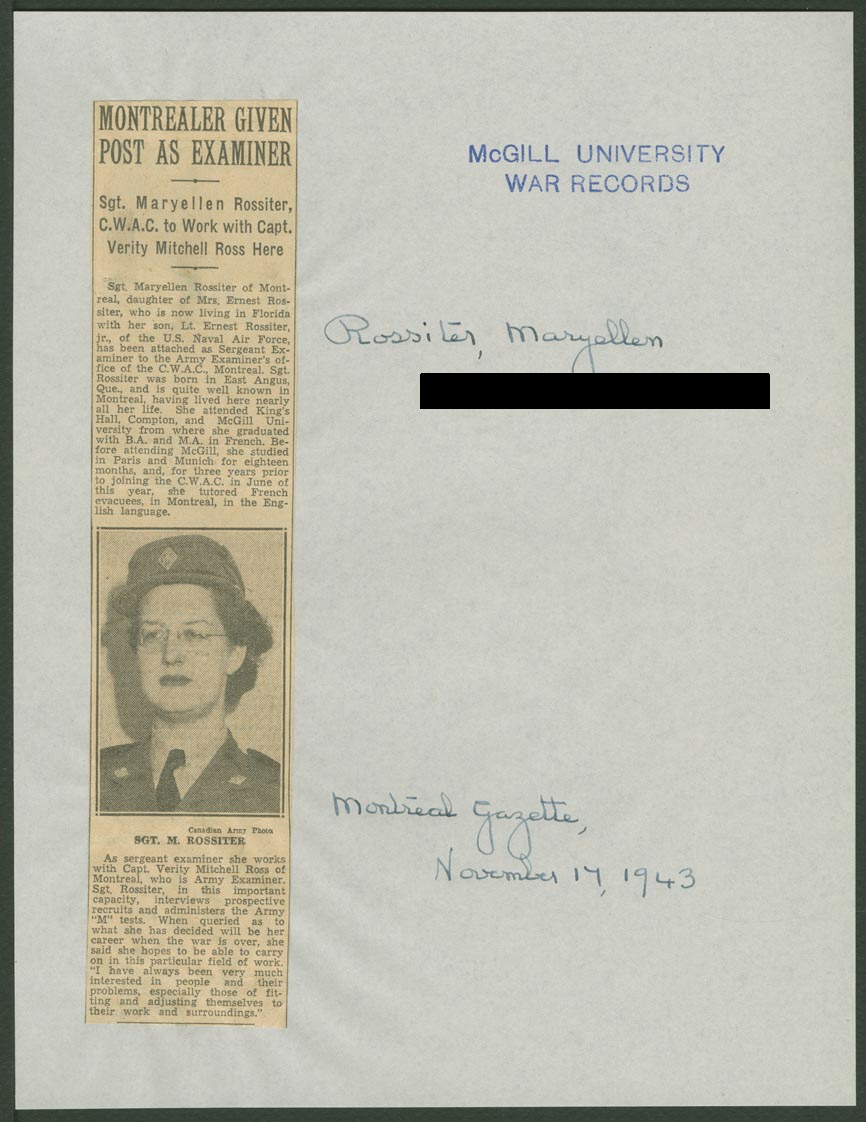 MONTREALER GIVEN
POST AS EXAMINER
Sgt. Maryellen Rossiter,
C.W.A.C. to Work with Capt.
Verity Mitchell Ross Here
Sgt. Maryellen Rossiter of Mont-
real, daughter of Mrs. Ernest Ros-
siter, who is now living in Florida
with her son, Lt. Ernest Rossiter,
jr., of the U.S. Naval Air Force,
has been attached as Sergeant Ex-
aminer to the Army Examiner's of-
fice of the C.W.A.C., Montreal. Sgt.
Rossiter was born in East Angus,
Que., and is quite well known in
Montreal, having lived here nearly
all her life. She attended King's
Hall, Compton, and McGill Uni-
versity from where she graduated
with B.A. and M.A. in French. Be-
fore attending McGill, she studied
in Paris and Munich for eighteen
months, and, for three years prior
to joining the C.W.A.C. in June of
this year, she tutored French
evacuees, in Montreal, in the Eng-
lish language.
Canadian Army Photo
SGT. M. ROSSITER
As sergeant examiner she works
with Capt. Verity Mitchell Ross of
Montreal, who is Army Examiner.
Sgt. Rossiter, in this important
capacity, interviews prospective
recruits and administers the Army
"M" tests. When queried as to
what she has decided will be her
career when the war is over, she
said she hopes to be able to carry
on in this particular field of work.
"I have always been very much
interested in people and their
problems, especially those of fit-
ting and adjusting themselves to
their work and surroundings."
McGILL UNIVERSITY
WAR RECORDS
Rossiter, Maryellen
Montreal Gazette,
November 17, 1943